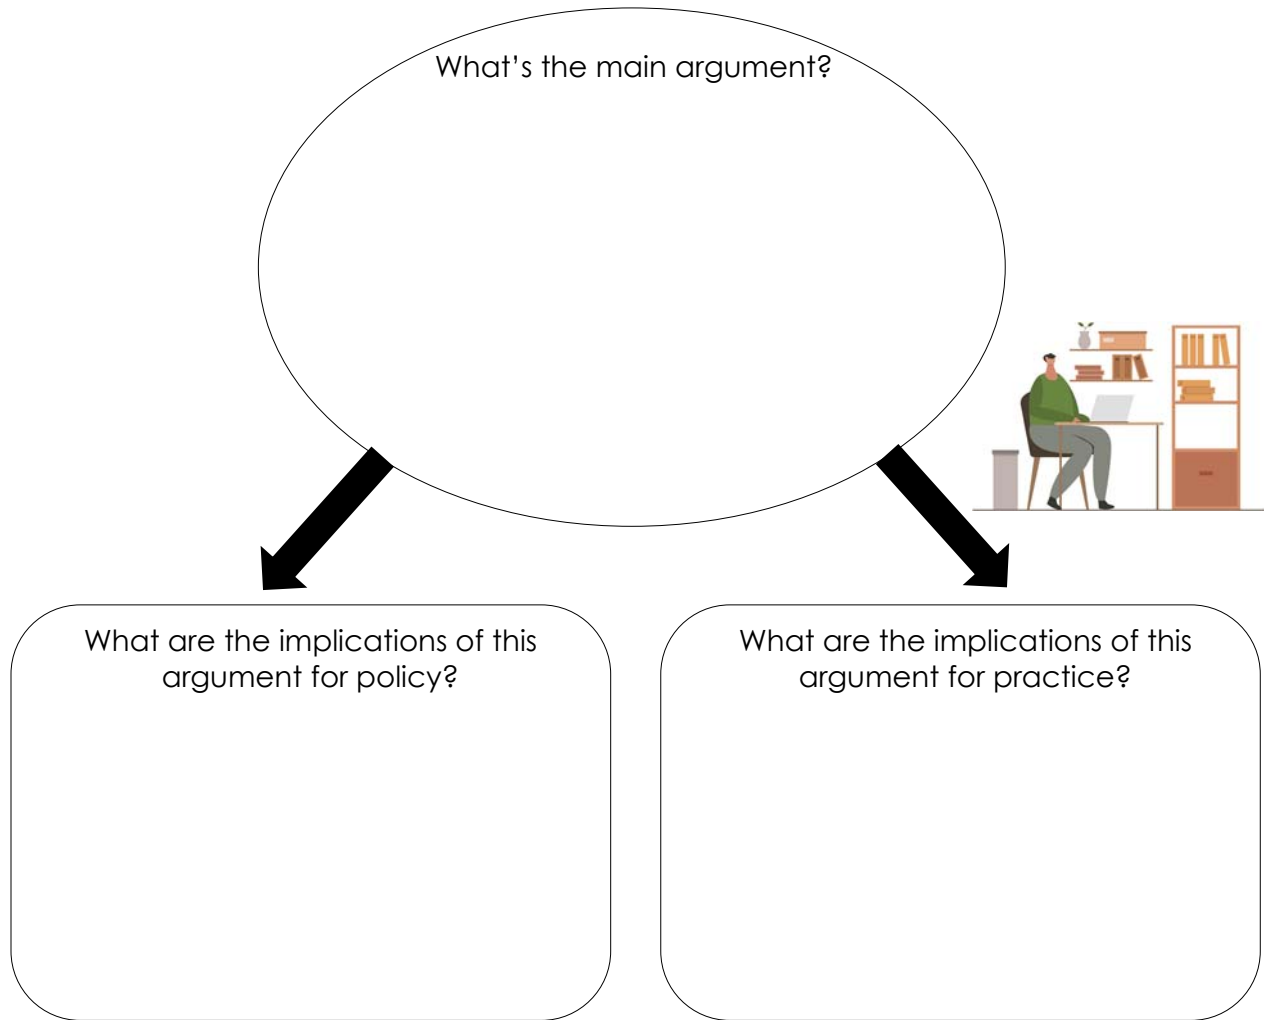 What’s the main argument?
What are the implications of this
argument for policy?
What are the implications of this
argument for practice?